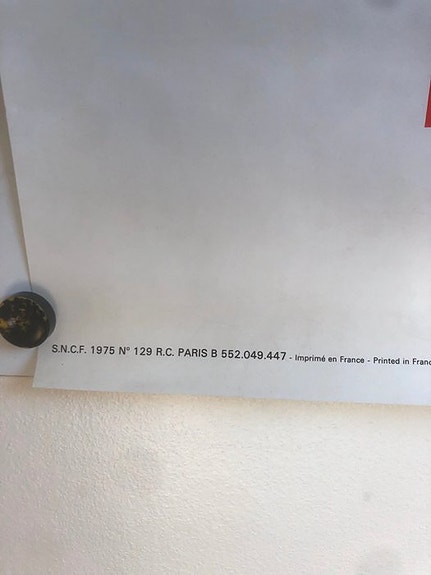 S.N.C.F. 1975 N° 129 R.C. PARIS B 552.049.447 - Imprimé en France - Printed in Franc